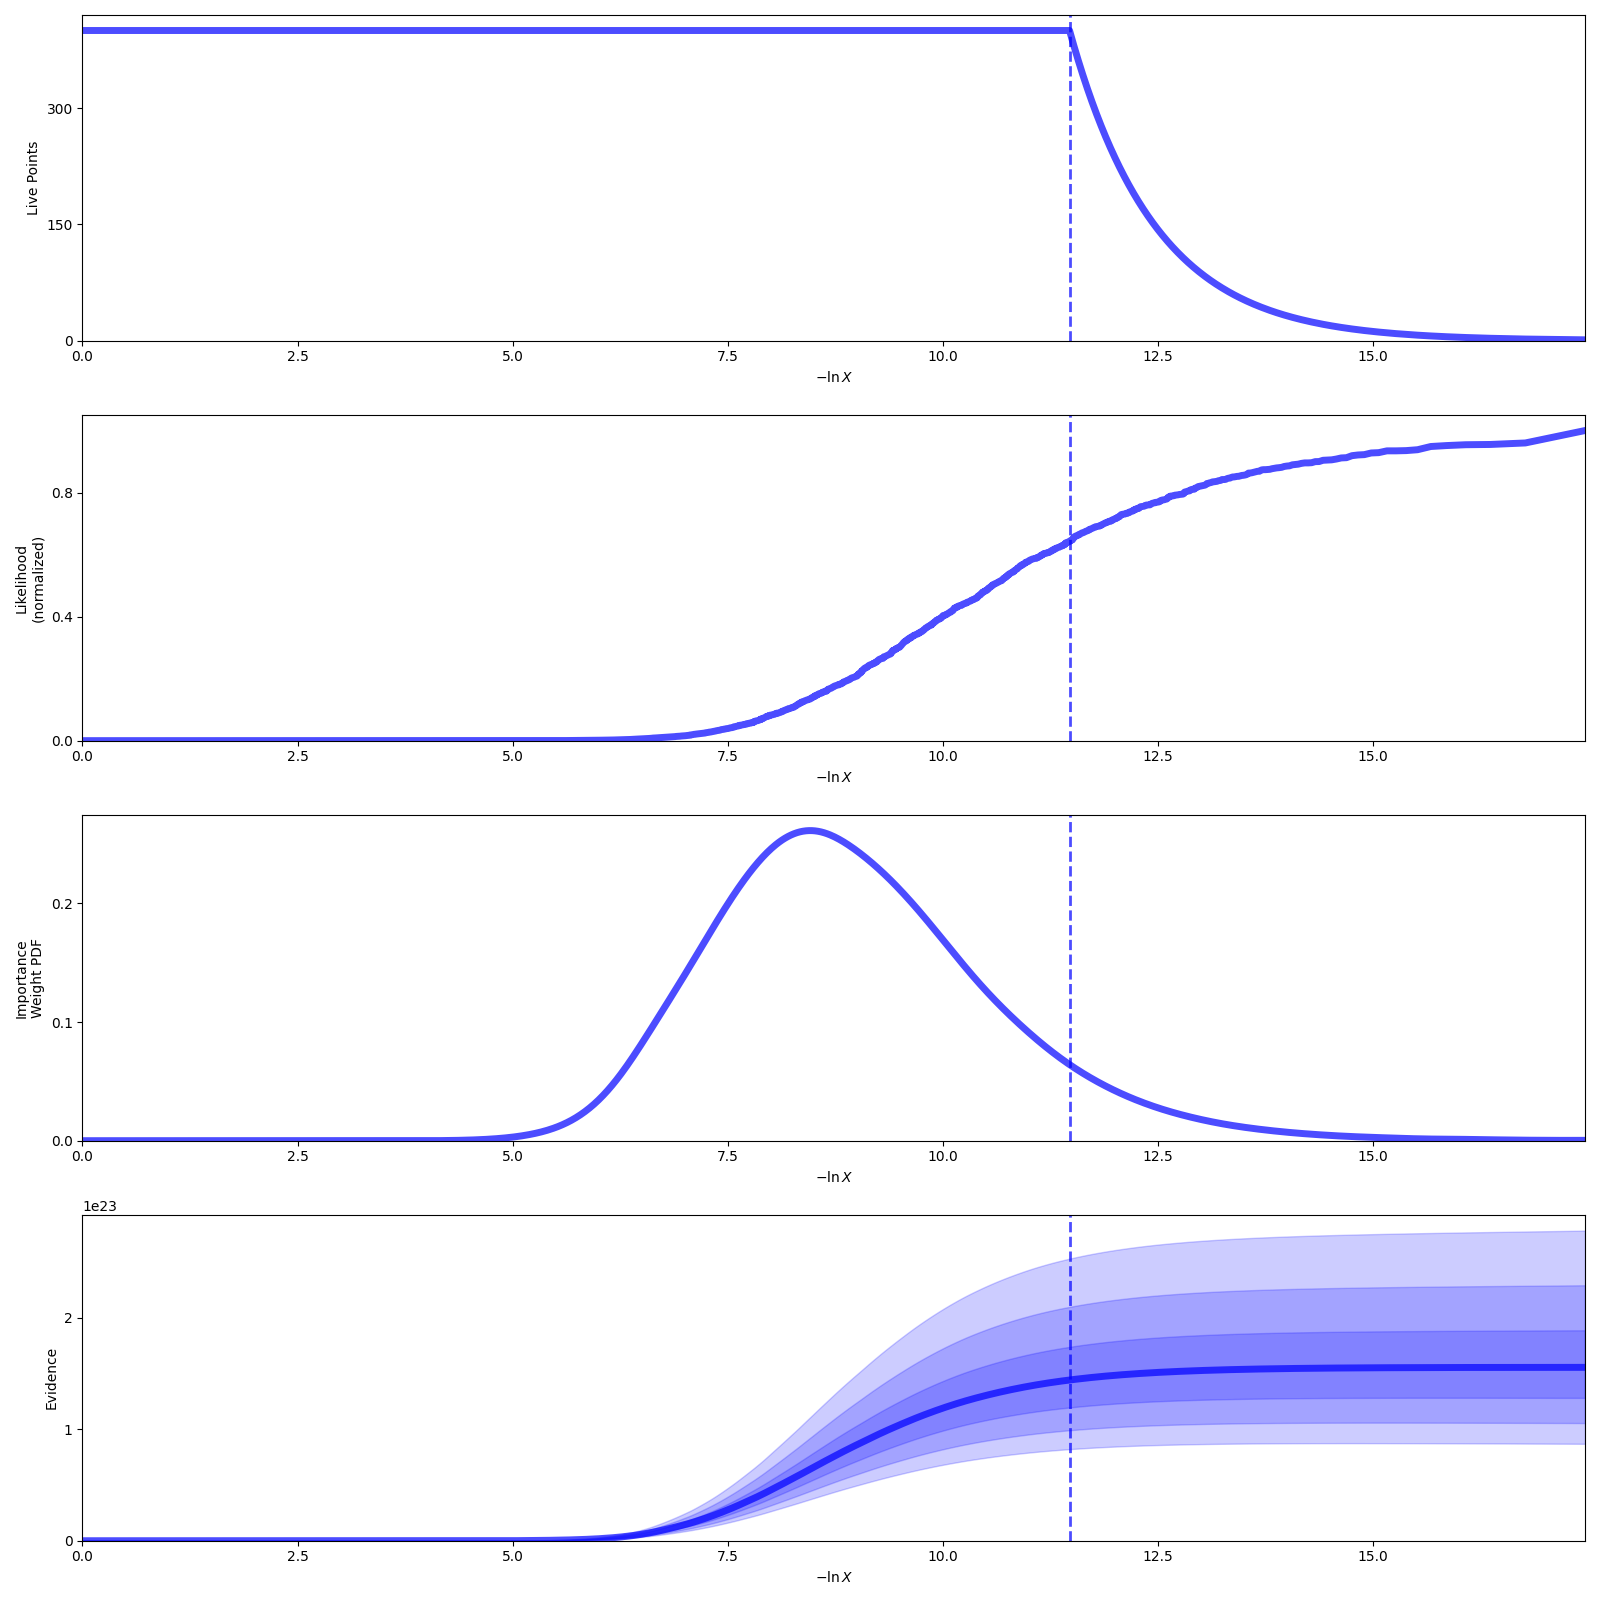 300
150
0
Live Points
0.0 2.5 5.0 7.5 10.0 12.5 15.0
−ln X
0.8
0.4
0.0
Likelihood
(normalized)
0.0 2.5 5.0 7.5 10.0 12.5 15.0
−ln X
0.2
0.1
0.0
Importance
Weight PDF
0.0 2.5 5.0 7.5 10.0 12.5 15.0
−ln X
1e23
2
1
0
Evidence
0.0 2.5 5.0 7.5 10.0 12.5 15.0
−ln X